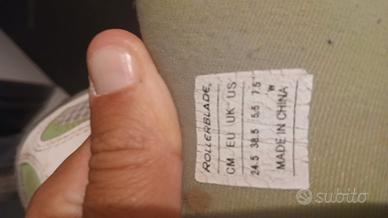 ROLLERBLADE.
CM EU UK US
24.5 38.5 5.5 7.5
W
MADE IN CHINA
subito